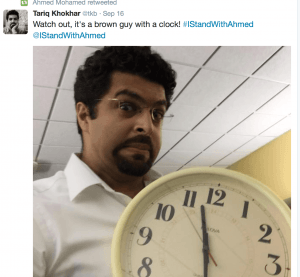 Ahmed Mohamed retweeted
Tariq Khokhar @tkb · Sep 16
Watch out, it's a brown guy with a clock! #IStandWithAhmed
@IStandWithAhmed
11 12 1
10 2
9 3
8